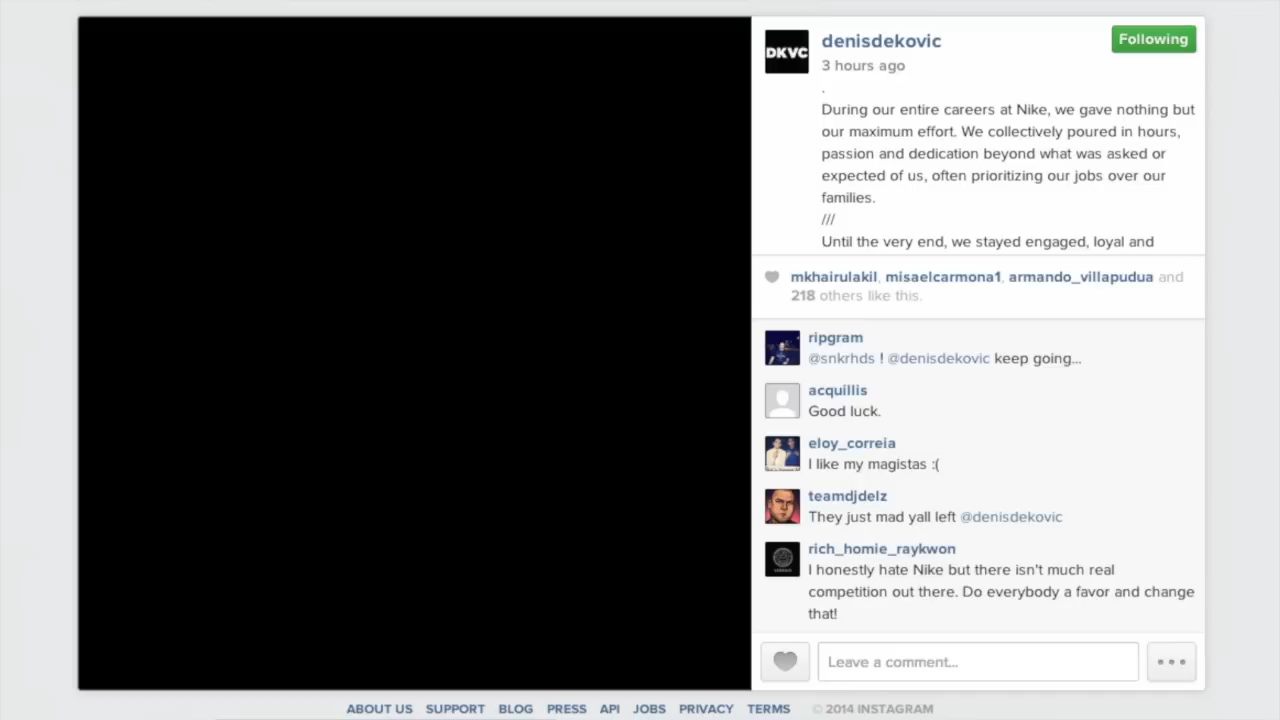 DKVC
denisdekovic
Following
3 hours ago
.
During our entire careers at Nike, we gave nothing but
our maximum effort. We collectively poured in hours,
passion and dedication beyond what was asked or
expected of us, often prioritizing our jobs over our
families.
///
Until the very end, we stayed engaged, loyal and
mkhairulakil, misaelcarmona1, armando_villapudua and
218 others like this.
ripgram
@snkrhds ! @denisdekovic keep going...
acquillis
Good luck.
eloy_correia
I like my magistas :(
teamdjdelz
They just mad yall left @denisdekovic
rich_homie_raykwon
I honestly hate Nike but there isn't much real
competition out there. Do everybody a favor and change
that!
Leave a comment...
ABOUT US SUPPORT BLOG PRESS API JOBS PRIVACY TERMS © 2014 INSTAGRAM